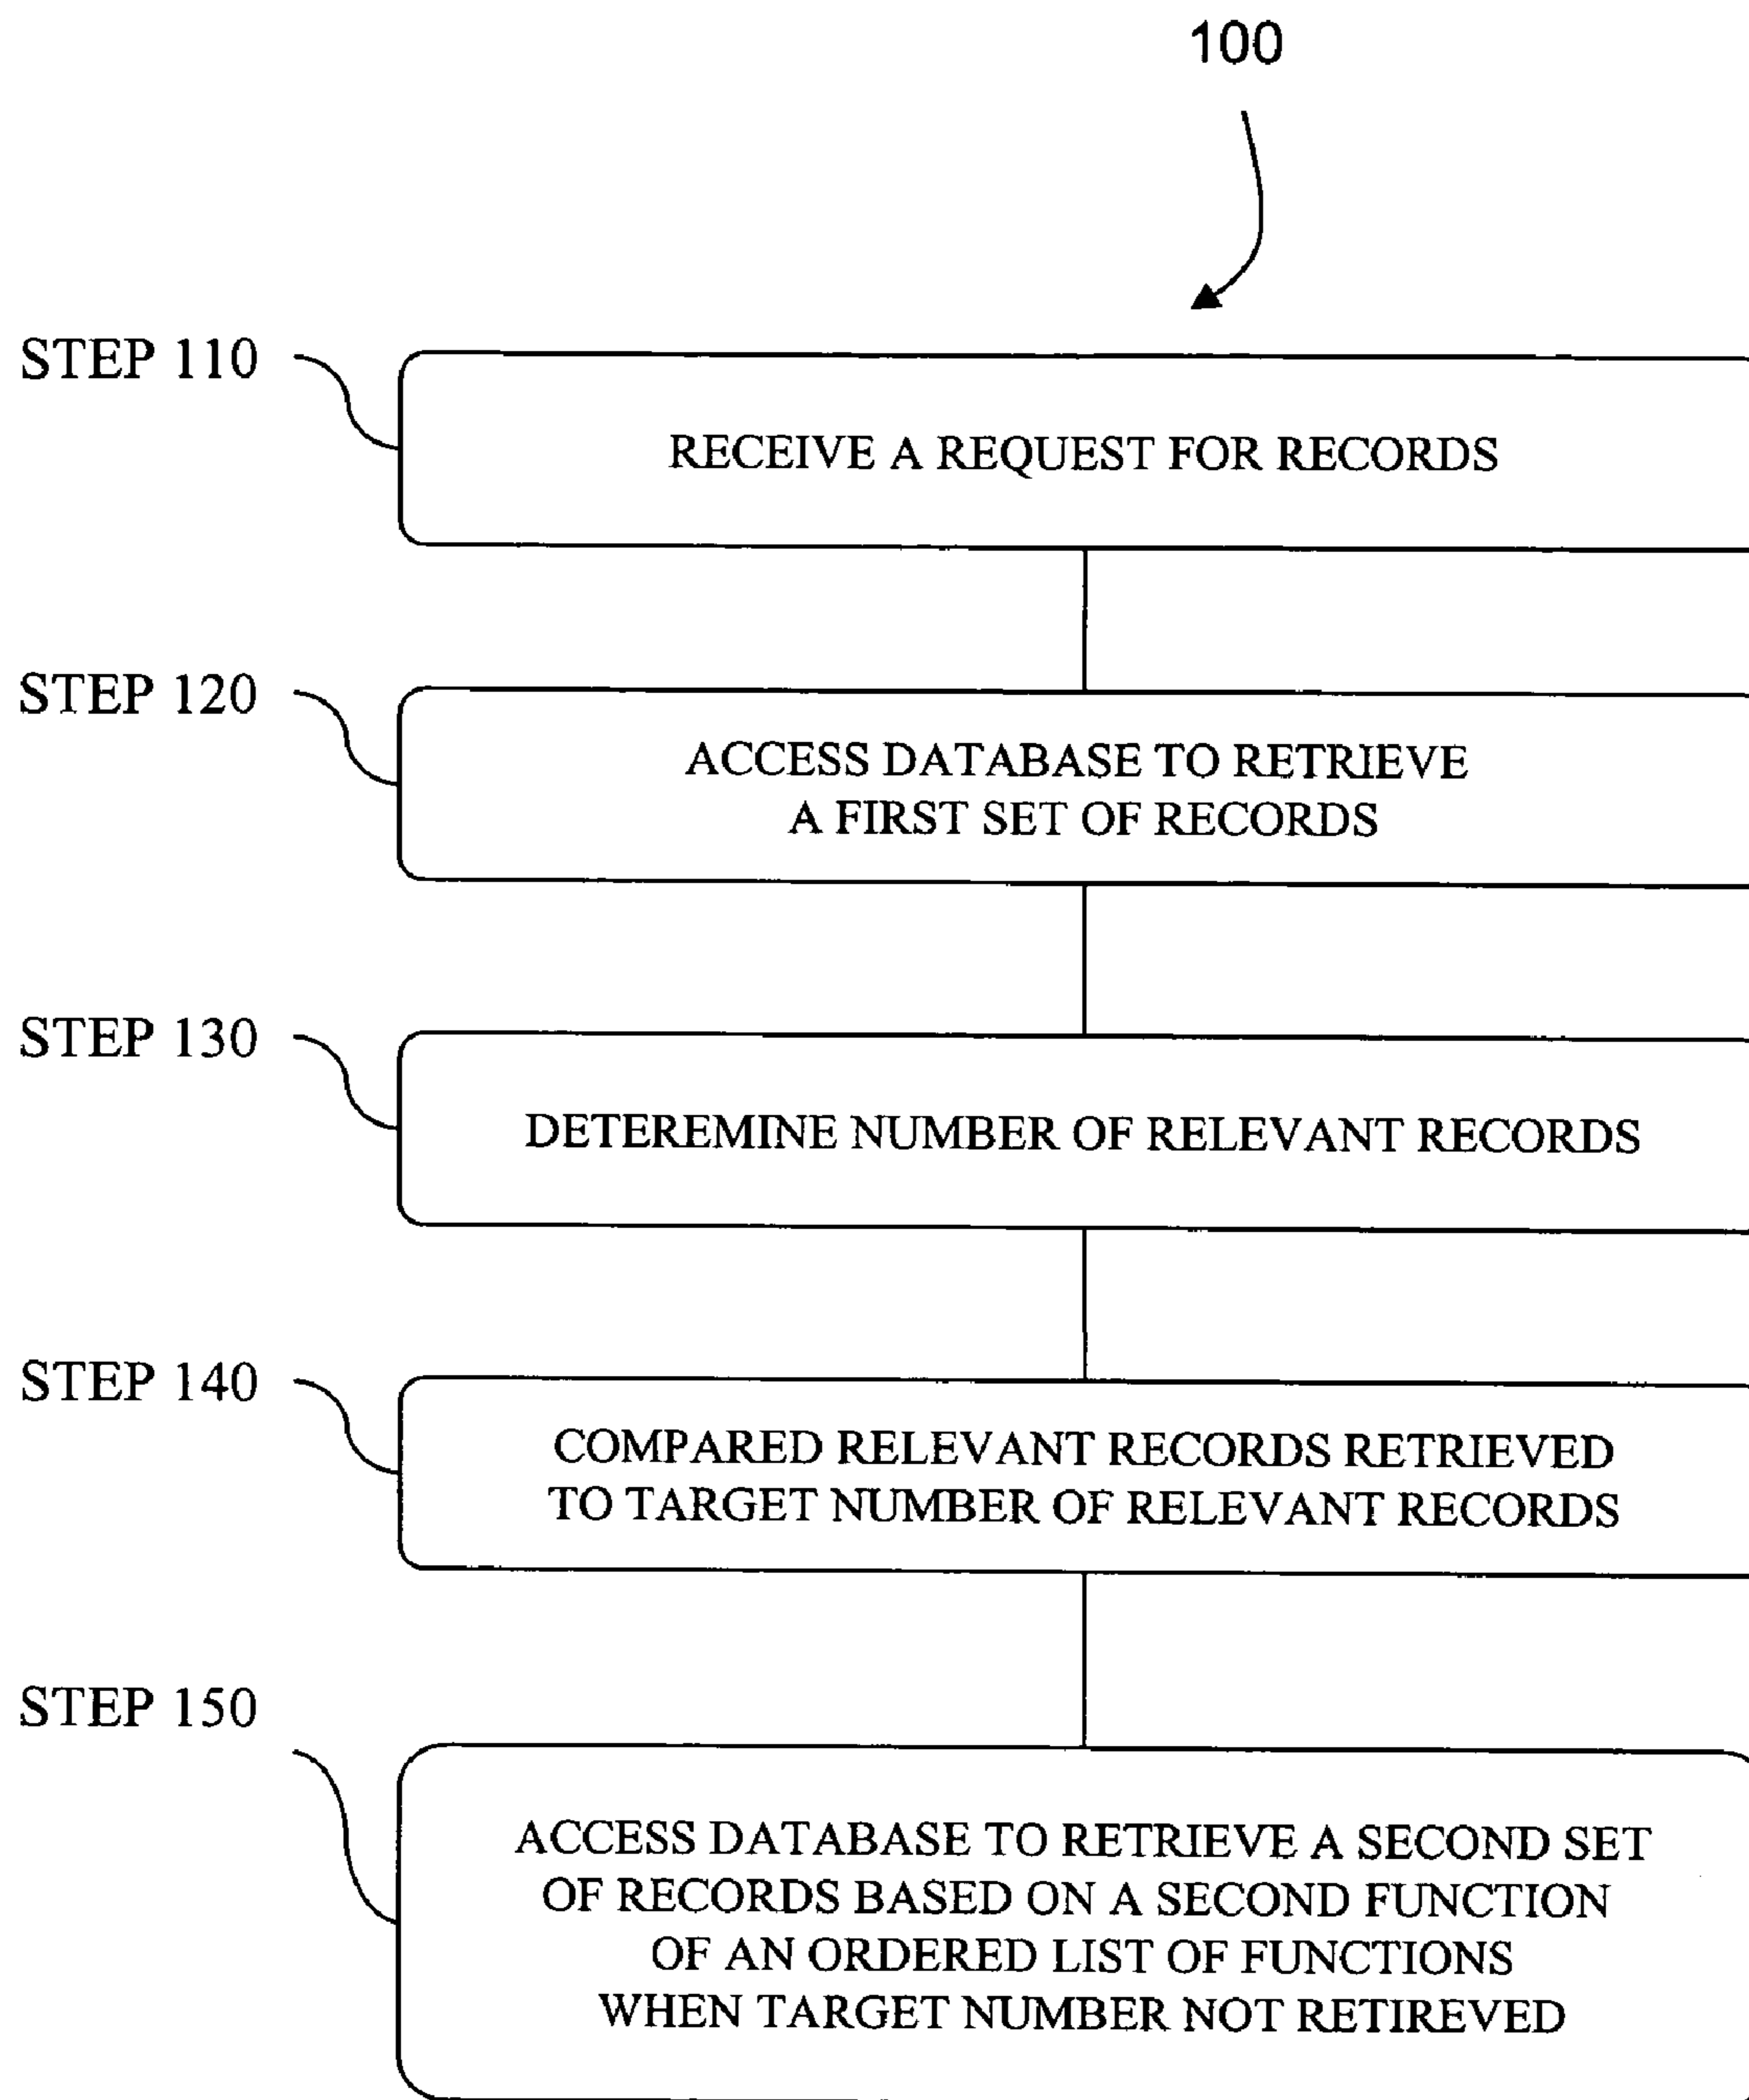 100
STEP 110
RECEIVE A REQUEST FOR RECORDS
STEP 120
ACCESS DATABASE TO RETRIEVE
A FIRST SET OF RECORDS
STEP 130
DETEREMINE NUMBER OF RELEVANT RECORDS
STEP 140
COMPARED RELEVANT RECORDS RETRIEVED
TO TARGET NUMBER OF RELEVANT RECORDS
STEP 150
ACCESS DATABASE TO RETRIEVE A SECOND SET
OF RECORDS BASED ON A SECOND FUNCTION
OF AN ORDERED LIST OF FUNCTIONS
WHEN TARGET NUMBER NOT RETIREVED